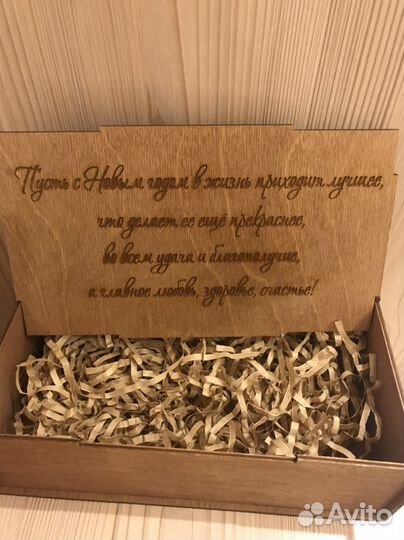 Пусть с Новым годом в жизнь приходит лучшее,
что делает ее ещё прекраснее,
во всем удача и благополучие,
а главное любовь, здоровье, счастье!
Avito